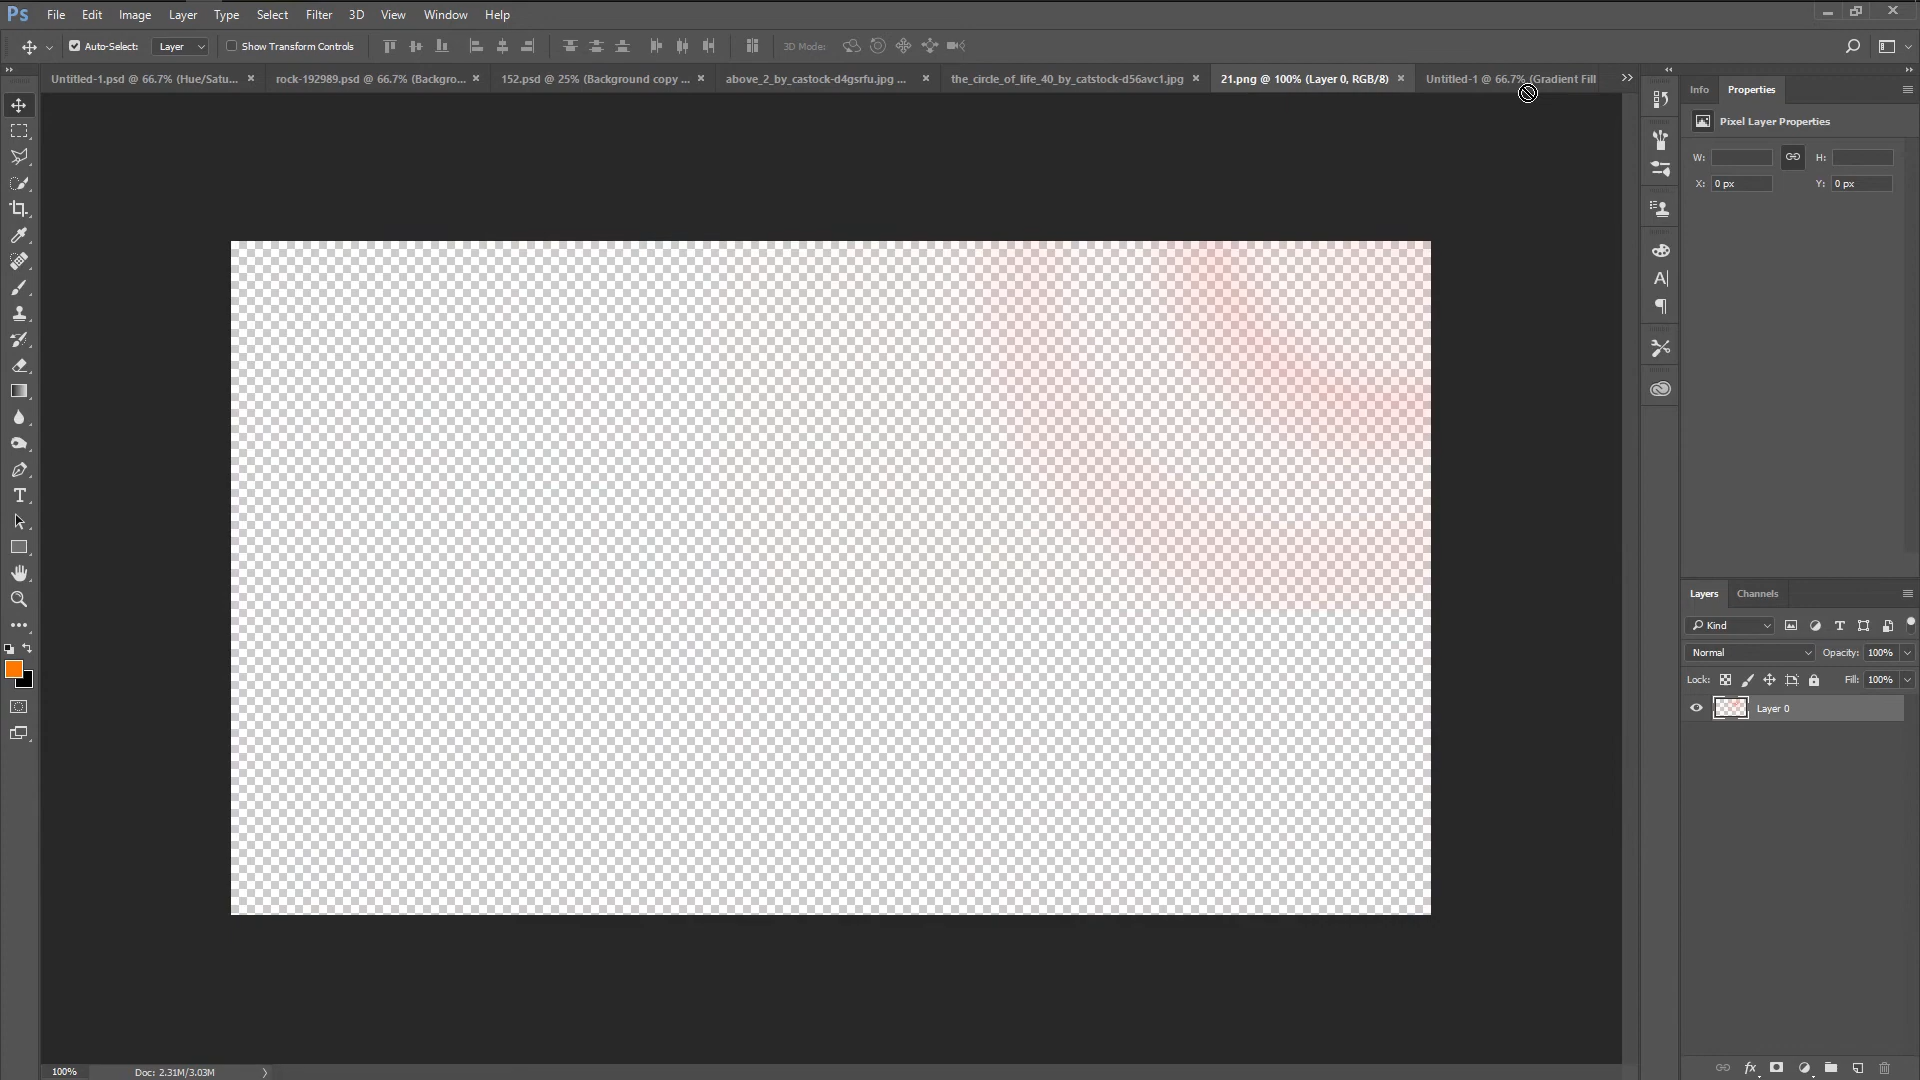 Ps File Edit Image Layer Type Select Filter 3D View Window Help
Auto-Select: Layer Show Transform Controls 3D Mode:
Untitled-1.psd @ 66.7% (Hue/Satu... × rock-192989.psd @ 66.7% (Backgro... × 152.psd @ 25% (Background copy ... × above_2_by_castock-d4gsrfu.jpg ... × the_circle_of_life_40_by_catstock-d56avc1.jpg × 21.png @ 100% (Layer 0, RGB/8) × Untitled-1 @ 66.7% (Gradient Fill
Info Properties
Pixel Layer Properties
W: H:
X: 0 px Y: 0 px
Layers Channels
Kind
Normal Opacity: 100%
Lock: Fill: 100%
Layer 0
100% Doc: 2.31M/3.03M